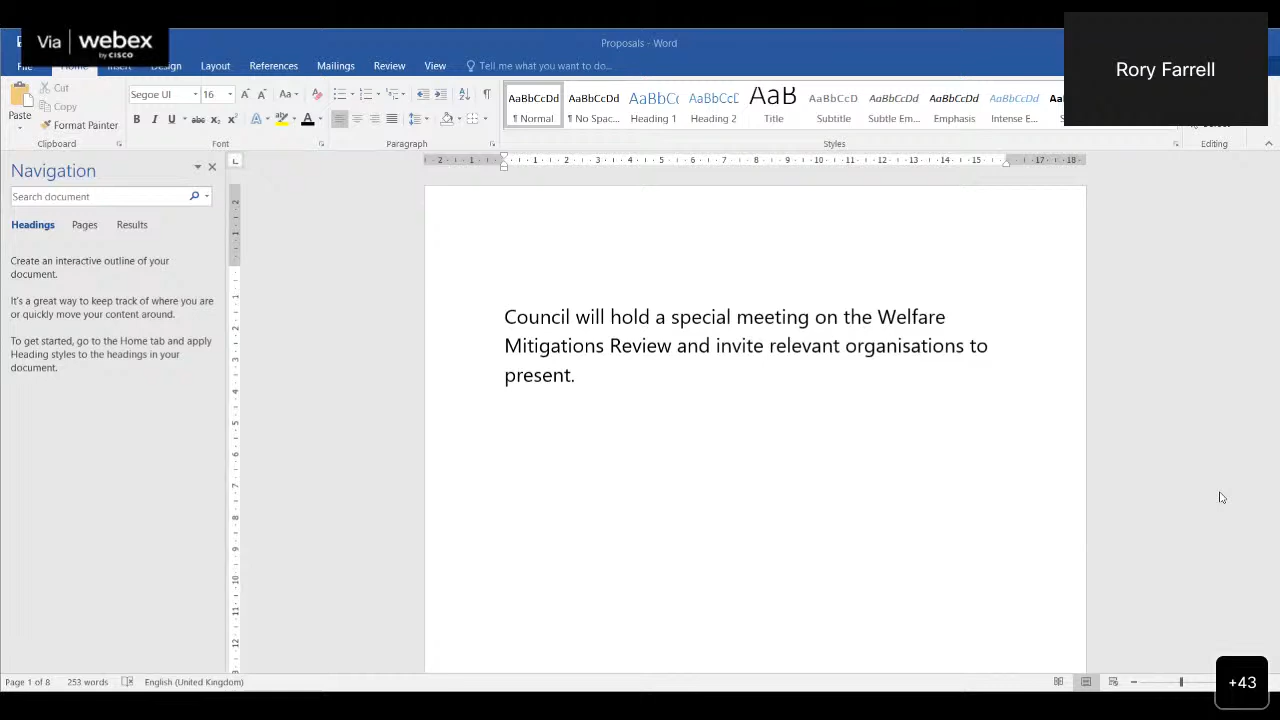 Via webex
by CISCO
Proposals - Word
Rory Farrell
File Home Insert Design Layout References Mailings Review View Tell me what you want to do...
Paste
Cut
Copy
Format Painter
Clipboard
Segoe UI 16
Font
Paragraph
AaBbCcDd AaBbCcDd AaBbCc AaBbCcC AaB AaBbCcD AaBbCcDd AaBbCcDd AaBbCcDd
¶ Normal ¶ No Spac... Heading 1 Heading 2 Title Subtitle Subtle Em... Emphasis Intense E...
Styles
Editing
Navigation
Search document
Headings Pages Results
Create an interactive outline of your
document.
It's a great way to keep track of where you are
or quickly move your content around.
To get started, go to the Home tab and apply
Heading styles to the headings in your
document.
Council will hold a special meeting on the Welfare
Mitigations Review and invite relevant organisations to
present.
Page 1 of 8 253 words English (United Kingdom)
+43